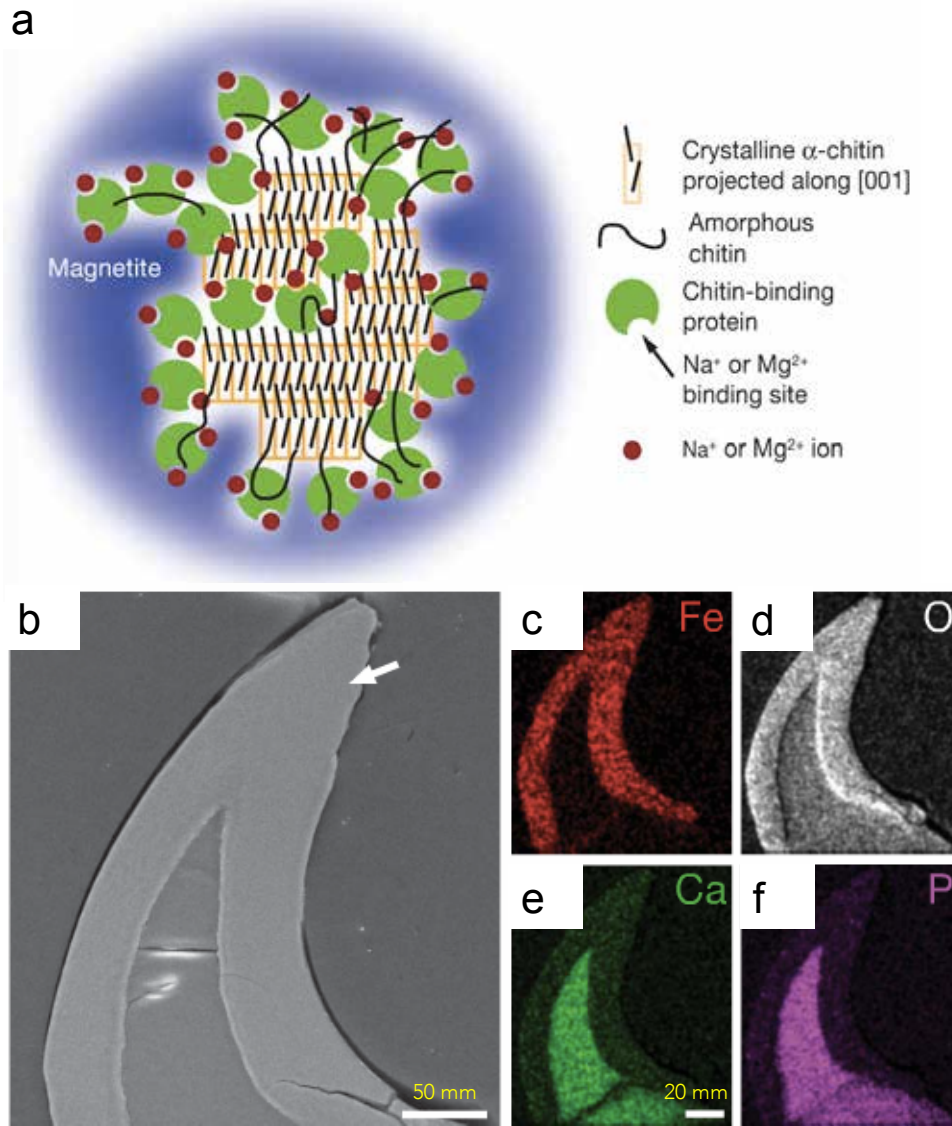 a
Magnetite
Crystalline α-chitin
projected along [001]
Amorphous
chitin
Chitin-binding
protein
Na⁺ or Mg²⁺
binding site
Na⁺ or Mg²⁺ ion
b
50 mm
c
Fe
d
O
e
Ca
20 mm
f
P